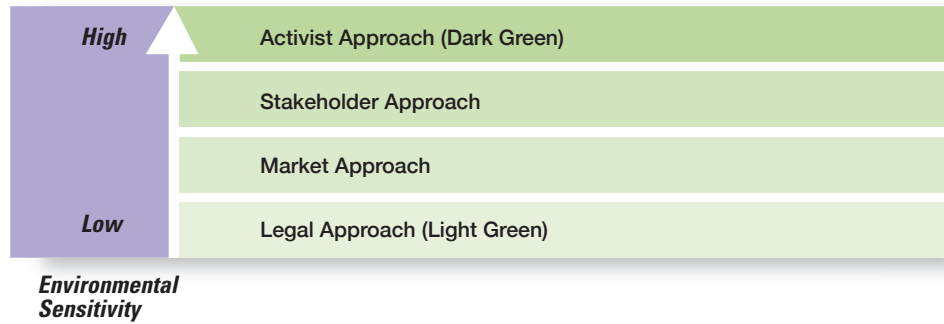 High
Activist Approach (Dark Green)
Stakeholder Approach
Market Approach
Low
Legal Approach (Light Green)
Environmental
Sensitivity